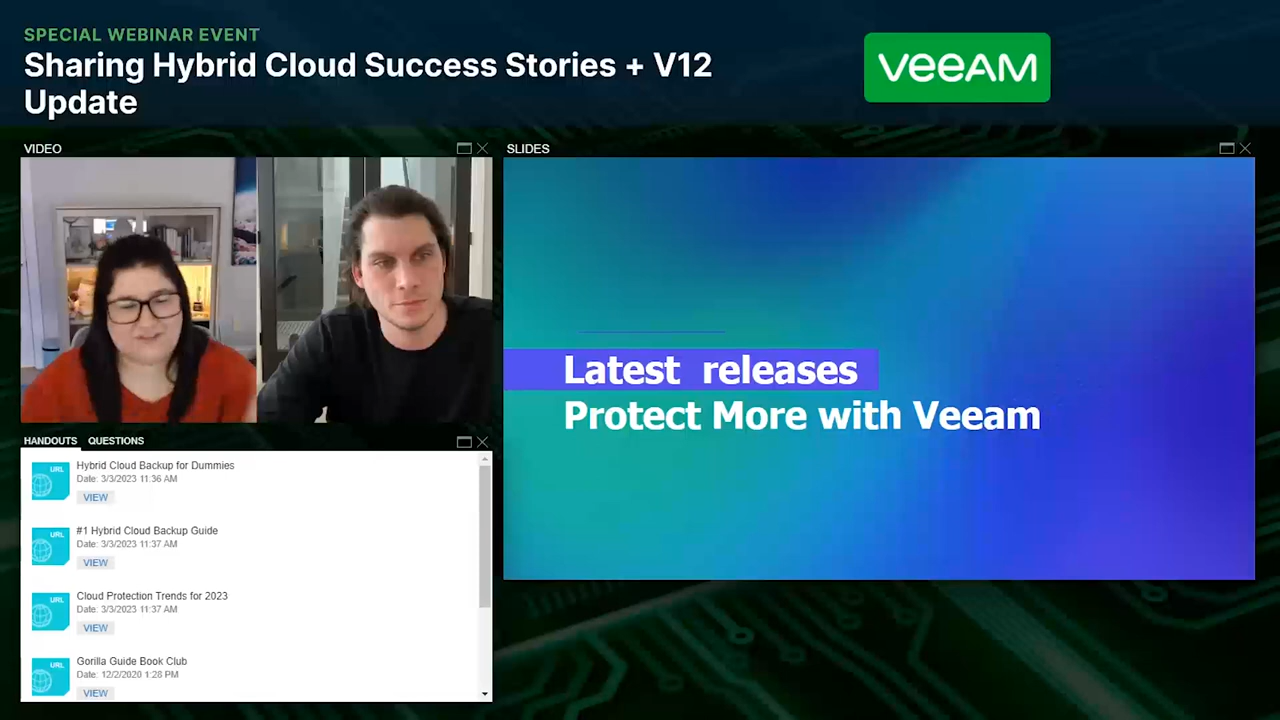 SPECIAL WEBINAR EVENT
Sharing Hybrid Cloud Success Stories + V12
Update
veeAM
VIDEO
SLIDES
Latest releases
Protect More with Veeam
HANDOUTS QUESTIONS
URL
Hybrid Cloud Backup for Dummies
Date: 3/3/2023 11:36 AM
VIEW
URL
#1 Hybrid Cloud Backup Guide
Date: 3/3/2023 11:37 AM
VIEW
URL
Cloud Protection Trends for 2023
Date: 3/3/2023 11:37 AM
VIEW
URL
Gorilla Guide Book Club
Date: 12/2/2020 1:28 PM
VIEW